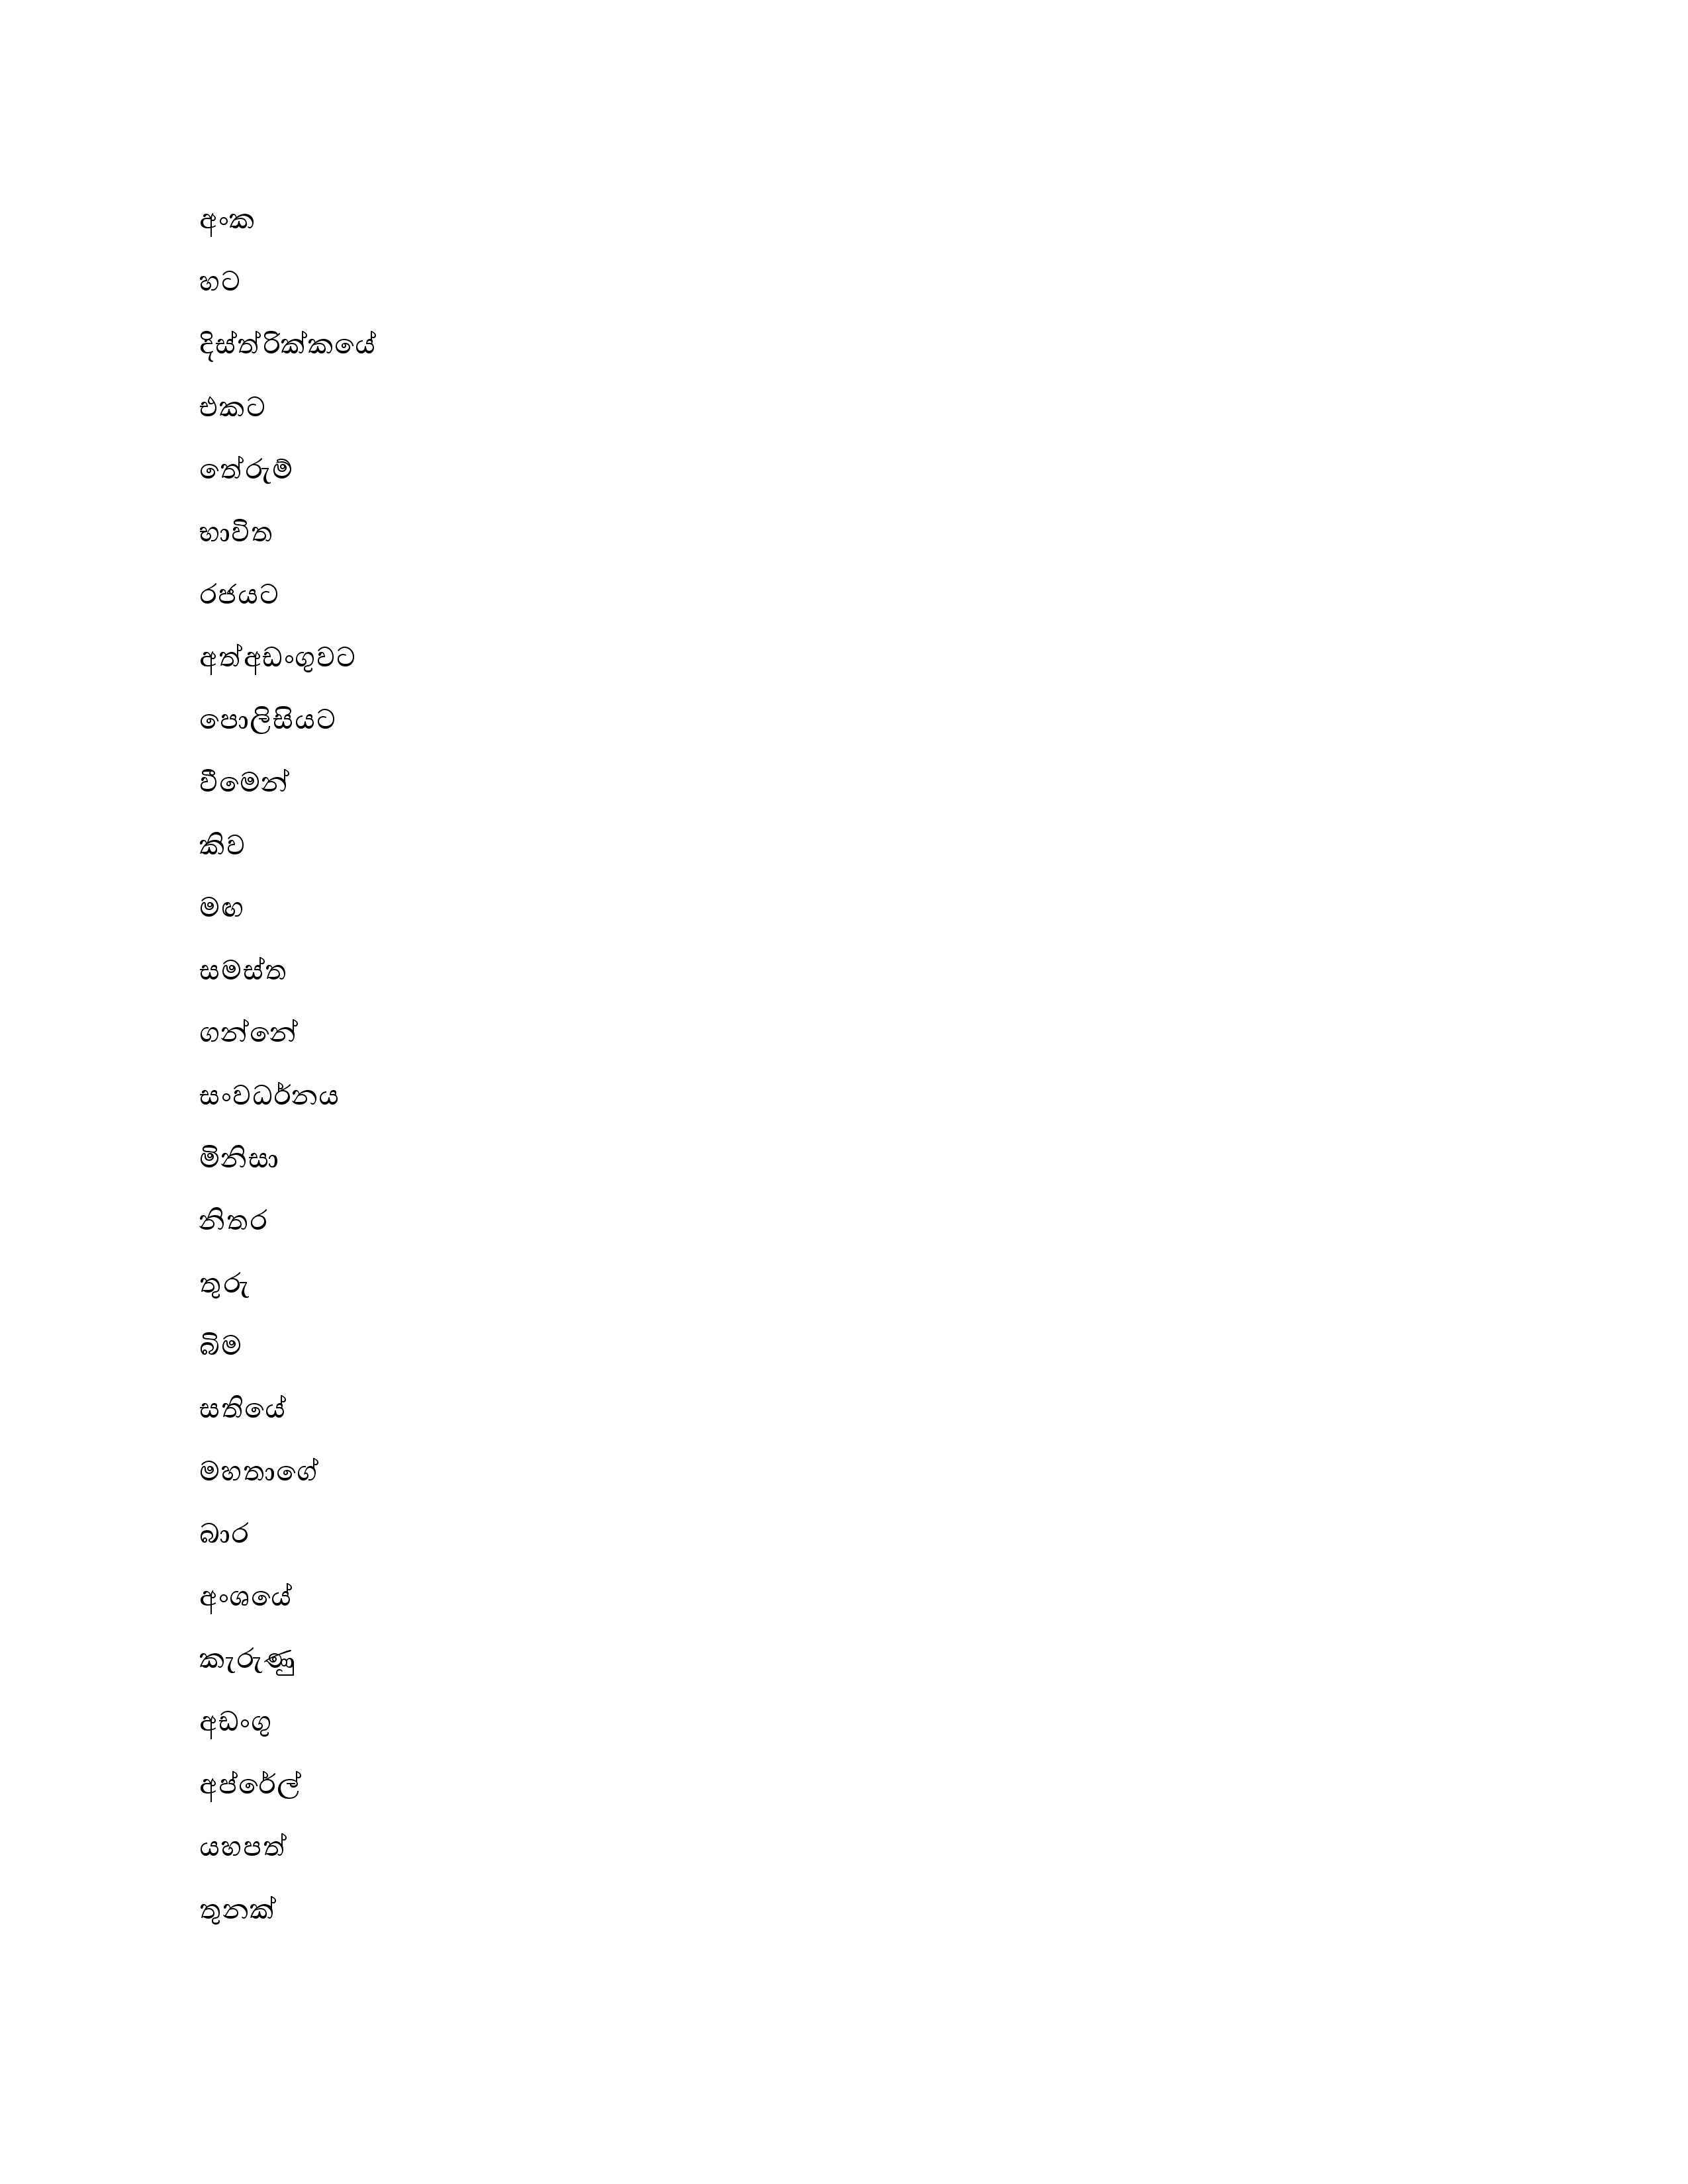 අංක
හට
දිස්ත්රික්කයේ
එකට
තේරුම්
භාවිත
රජයට
අත්අඩංගුවට
පොලිසියට
වීමෙන්
කිව
මඟ
සමස්ත
ගන්නේ
සංවර්ධනය
මිනිසා
නිතර
තුරු
බිම
සතියේ
මහතාගේ
බාර
අංශයේ
කැරුණු
අඩංගු
අප්රේල්
යහපත්
තුනක්